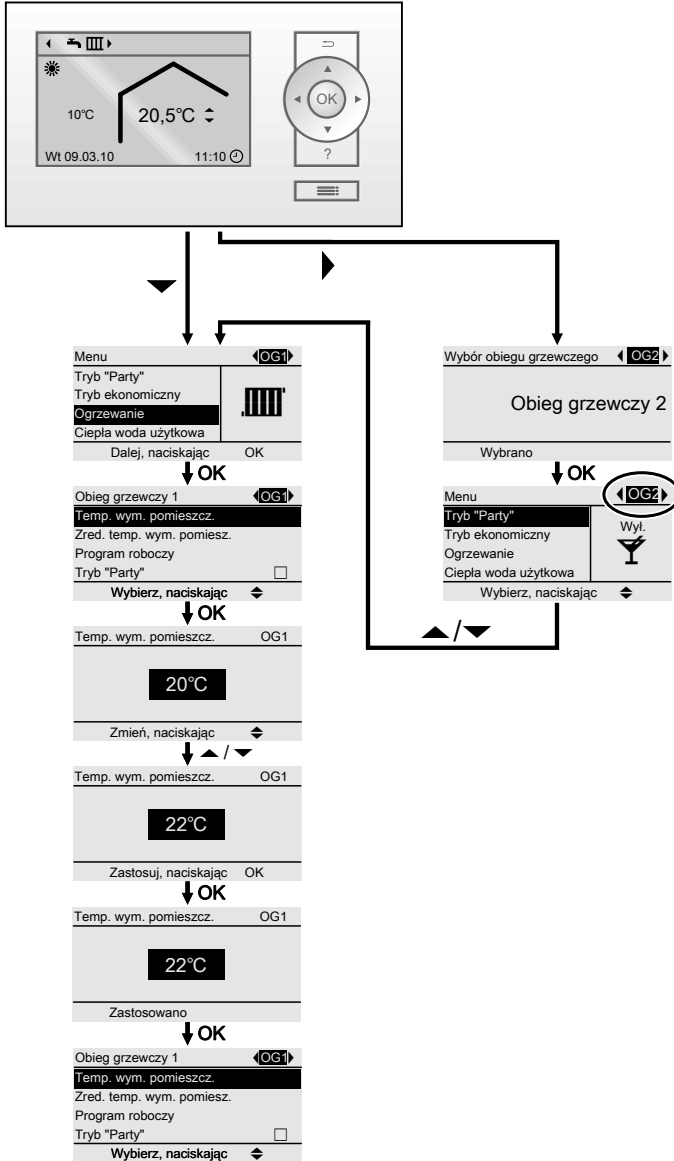 10°C
20,5°C
Wt 09.03.10 11:10
OK
?
Menu OG1
Tryb "Party"
Tryb ekonomiczny
Ogrzewanie
Ciepła woda użytkowa
Dalej, naciskając OK
OK
Obieg grzewczy 1 OG1
Temp. wym. pomieszcz.
Zred. temp. wym. pomiesz.
Program roboczy
Tryb "Party"
Wybierz, naciskając
OK
Temp. wym. pomieszcz. OG1
20°C
Zmień, naciskając
/
Temp. wym. pomieszcz. OG1
22°C
Zastosuj, naciskając OK
OK
Temp. wym. pomieszcz. OG1
22°C
Zastosowano
OK
Obieg grzewczy 1 OG1
Temp. wym. pomieszcz.
Zred. temp. wym. pomiesz.
Program roboczy
Tryb "Party"
Wybierz, naciskając
Wybór obiegu grzewczego OG2
Obieg grzewczy 2
Wybrano
OK
Menu OG2
Tryb "Party"
Tryb ekonomiczny
Ogrzewanie
Ciepła woda użytkowa
Wył.
Wybierz, naciskając
/